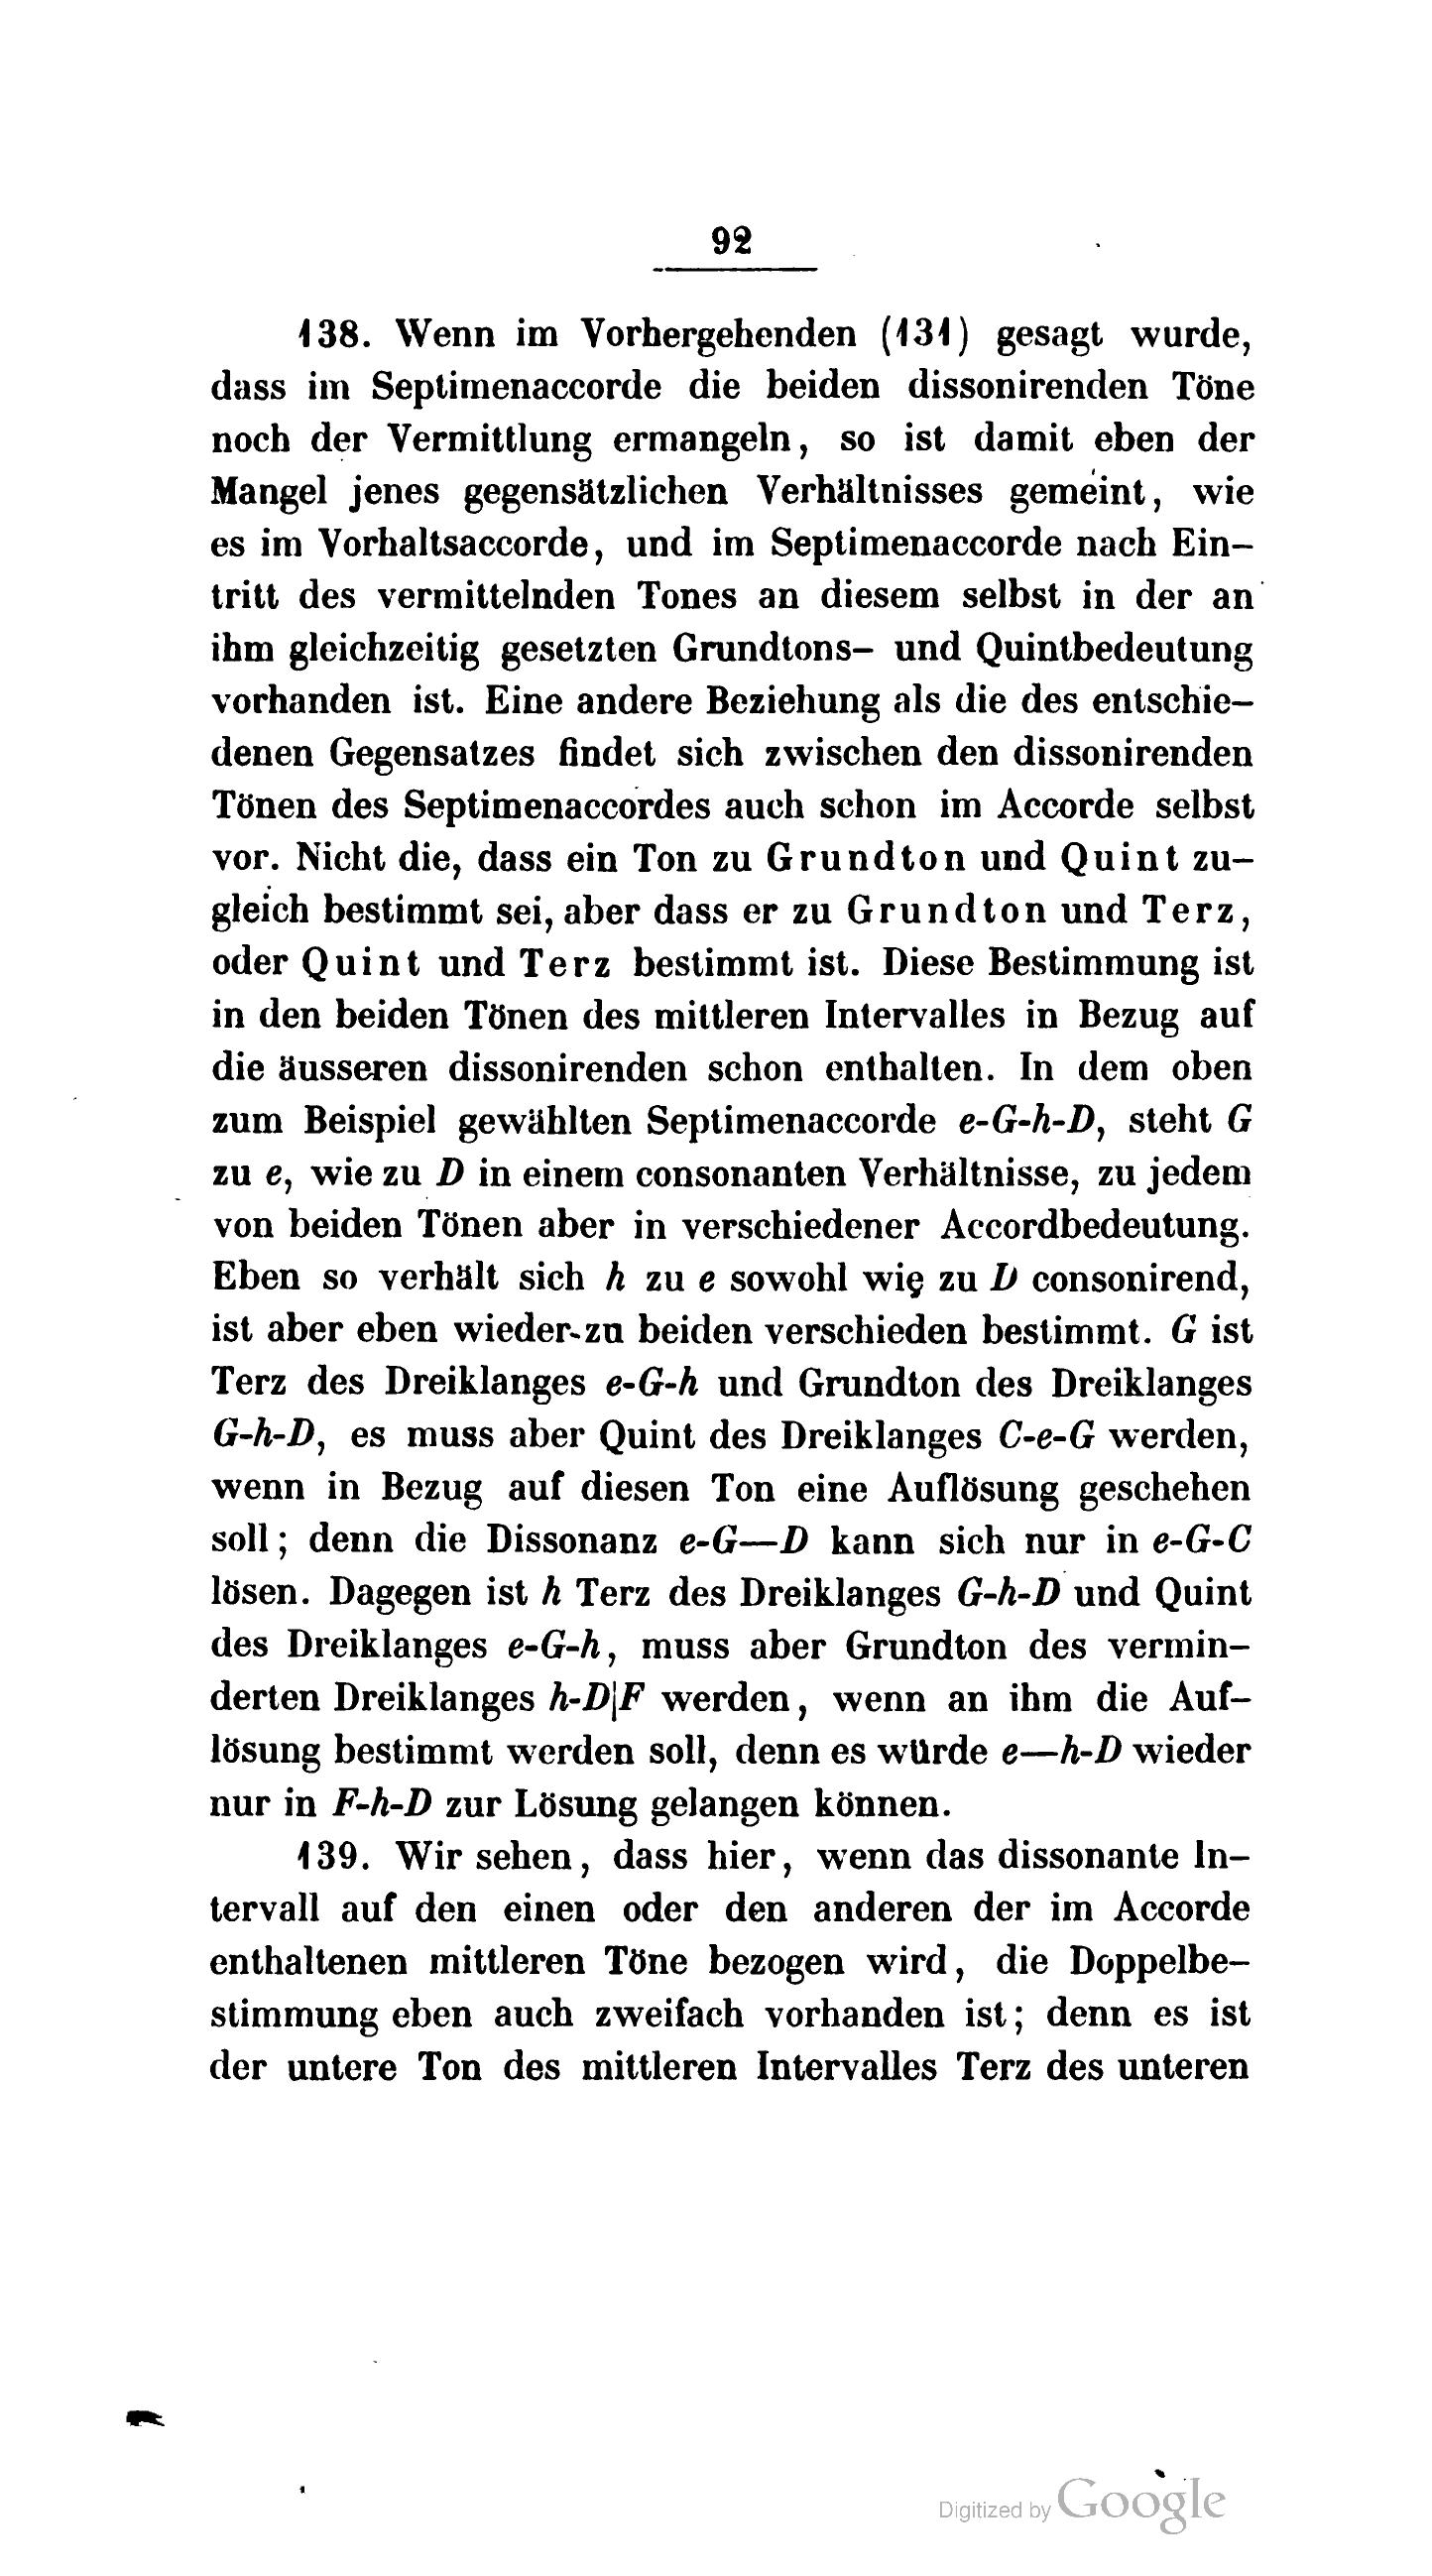 92
138. Wenn im Vorhergehenden (131) gesagt wurde,
dass im Septimenaccorde die beiden dissonirenden Töne
noch der Vermittlung ermangeln, so ist damit eben der
Mangel jenes gegensätzlichen Verhältnisses gemeint, wie
es im Vorhaltsaccorde, und im Septimenaccorde nach Ein-
tritt des vermittelnden Tones an diesem selbst in der an
ihm gleichzeitig gesetzten Grundtons- und Quintbedeutung
vorhanden ist. Eine andere Beziehung als die des entschie-
denen Gegensatzes findet sich zwischen den dissonirenden
Tönen des Septimenaccordes auch schon im Accorde selbst
vor. Nicht die, dass ein Ton zu Grundton und Quint zu-
gleich bestimmt sei, aber dass er zu Grundton und Terz,
oder Quint und Terz bestimmt ist. Diese Bestimmung ist
in den beiden Tönen des mittleren Intervalles in Bezug auf
die äusseren dissonirenden schon enthalten. In dem oben
zum Beispiel gewählten Septimenaccorde e-G-h-D, steht G
zu e, wie zu D in einem consonanten Verhältnisse, zu jedem
von beiden Tönen aber in verschiedener Accordbedeutung.
Eben so verhält sich h zu e sowohl wie zu D consonirend,
ist aber eben wieder zu beiden verschieden bestimmt. G ist
Terz des Dreiklanges e-G-h und Grundton des Dreiklanges
G-h-D, es muss aber Quint des Dreiklanges C-e-G werden,
wenn in Bezug auf diesen Ton eine Auflösung geschehen
soll; denn die Dissonanz e-G—D kann sich nur in e-G-C
lösen. Dagegen ist h Terz des Dreiklanges G-h-D und Quint
des Dreiklanges e-G-h, muss aber Grundton des vermin-
derten Dreiklanges h-D|F werden, wenn an ihm die Auf-
lösung bestimmt werden soll, denn es würde e—h-D wieder
nur in F-h-D zur Lösung gelangen können.
139. Wir sehen, dass hier, wenn das dissonante In-
tervall auf den einen oder den anderen der im Accorde
enthaltenen mittleren Töne bezogen wird, die Doppelbe-
stimmung eben auch zweifach vorhanden ist; denn es ist
der untere Ton des mittleren Intervalles Terz des unteren
Digitized by Google